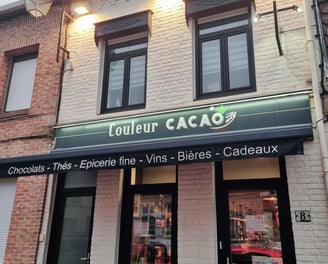 Couleur CACAO
Chocolats - Thés - Epicerie fine - Vins - Bières - Cadeaux
8